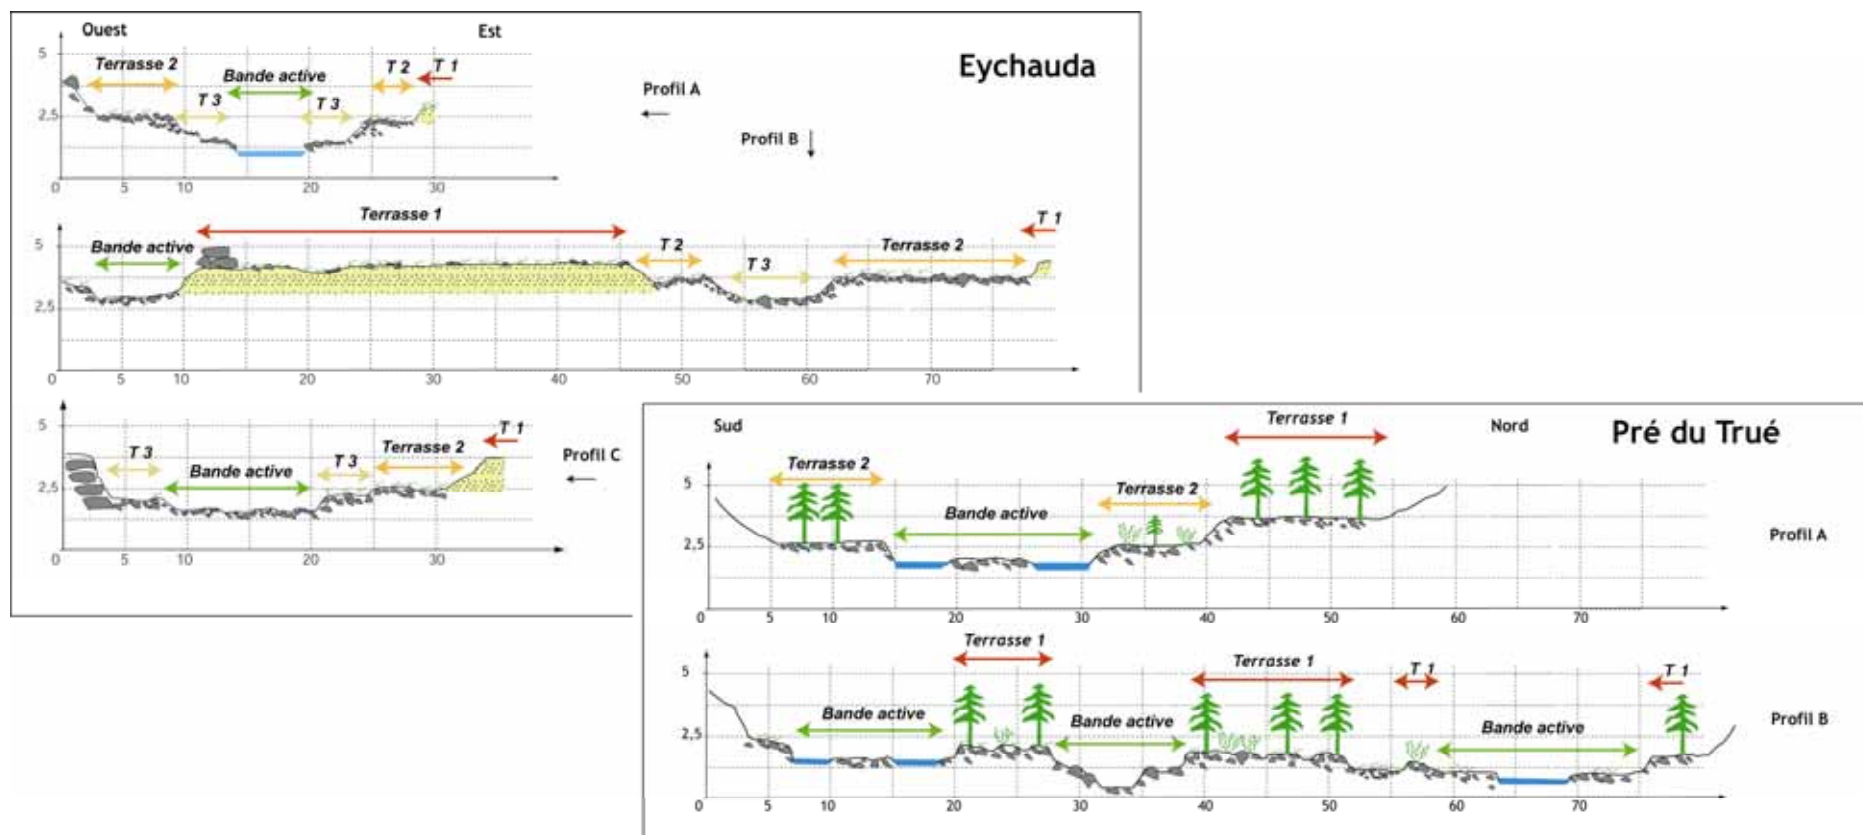 Ouest Est
Eychauda
5
Terrasse 2 T 2 T 1
Bande active
T 3 T 3
2.5
0 5 10 20 30
Profil A
Profil B
Terrasse 1 T 1
5
Bande active T 2 Terrasse 2
T 3
2.5
0 5 10 20 30 40 50 60 70
5
T 1
T 3 Terrasse 2
Bande active T 3
2.5
0 5 10 20 30
Profil C
Sud Terrasse 1 Nord Pré du Trué
Terrasse 2
5
Terrasse 2
Bande active
2.5
0 5 10 20 30 40 50 60 70
Profil A
Terrasse 1
5
Terrasse 1 T 1 T 1
Bande active Bande active Bande active
2.5
0 5 10 20 30 40 50 60 70
Profil B